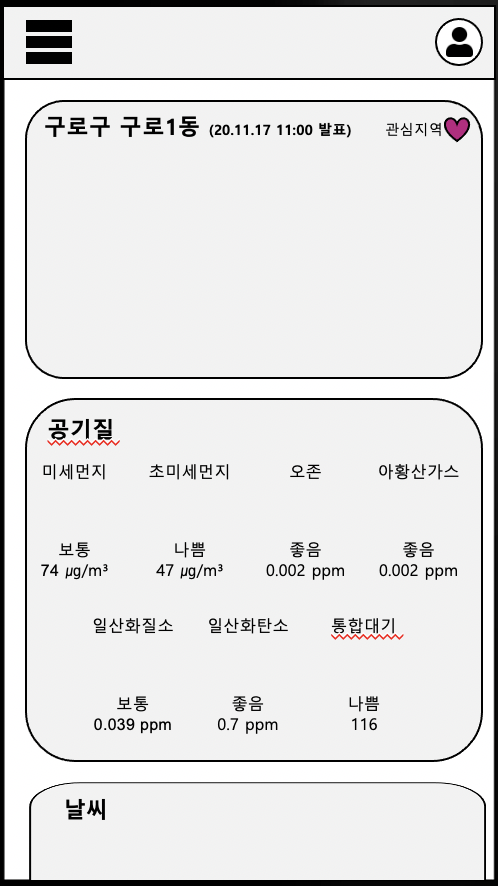 구로구 구로1동 (20.11.17 11:00 발표) 관심지역
공기질
미세먼지 초미세먼지 오존 아황산가스
보통 나쁨 좋음 좋음
74 μg/m³ 47 μg/m³ 0.002 ppm 0.002 ppm
일산화질소 일산화탄소 통합대기
보통 좋음 나쁨
0.039 ppm 0.7 ppm 116
날씨